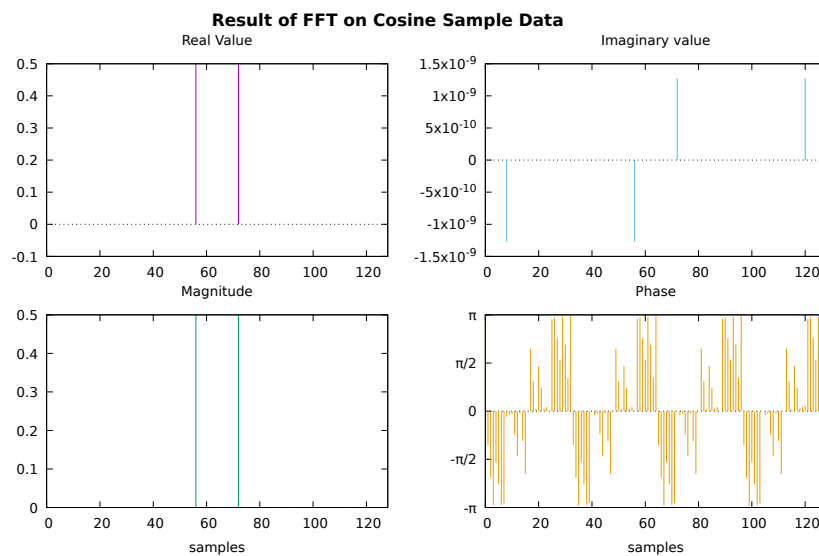 Result of FFT on Cosine Sample Data
Real Value
0.5
0.4
0.3
0.2
0.1
0
-0.1
0 20 40 60 80 100 120
Imaginary value
1.5x10⁻⁹
1x10⁻⁹
5x10⁻¹⁰
0
-5x10⁻¹⁰
-1x10⁻⁹
-1.5x10⁻⁹
0 20 40 60 80 100 120
Magnitude
0.5
0.4
0.3
0.2
0.1
0
0 20 40 60 80 100 120
samples
Phase
π
π/2
0
-π/2
-π
0 20 40 60 80 100 120
samples